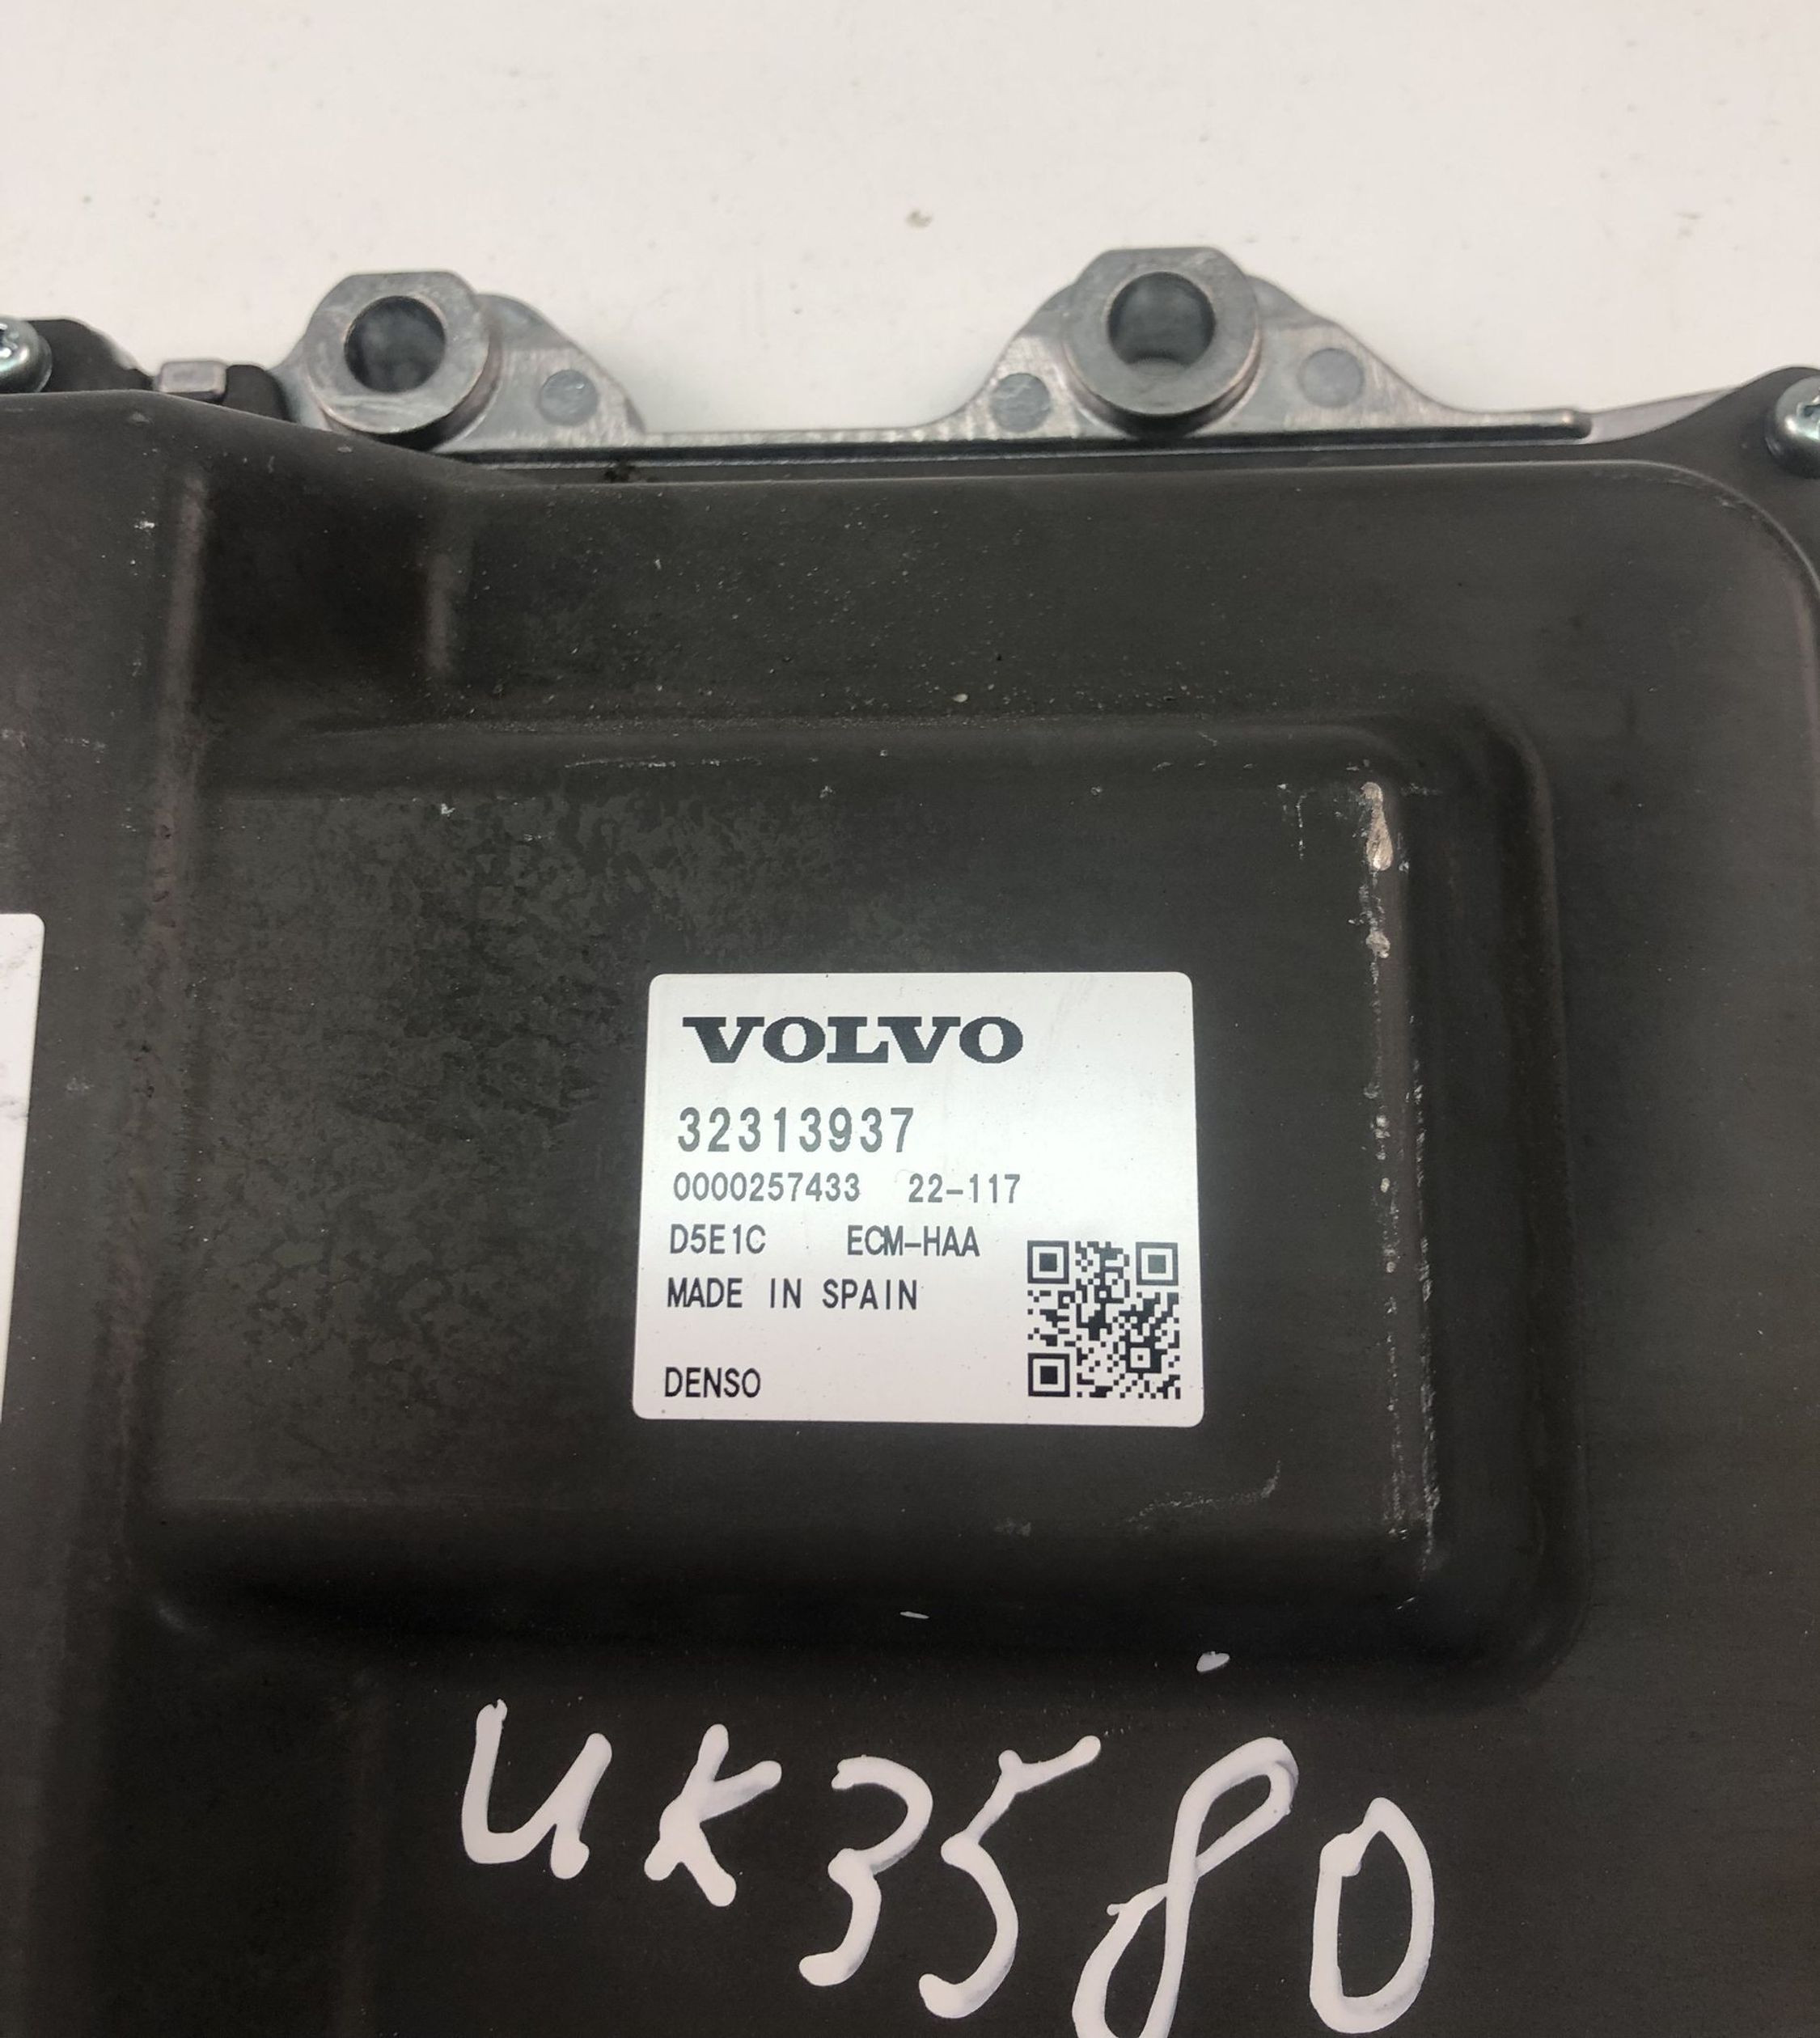 VOLVO
32313937
0000257433 22-117
D5E1C ECM-HAA
MADE IN SPAIN
DENSO
UK3580